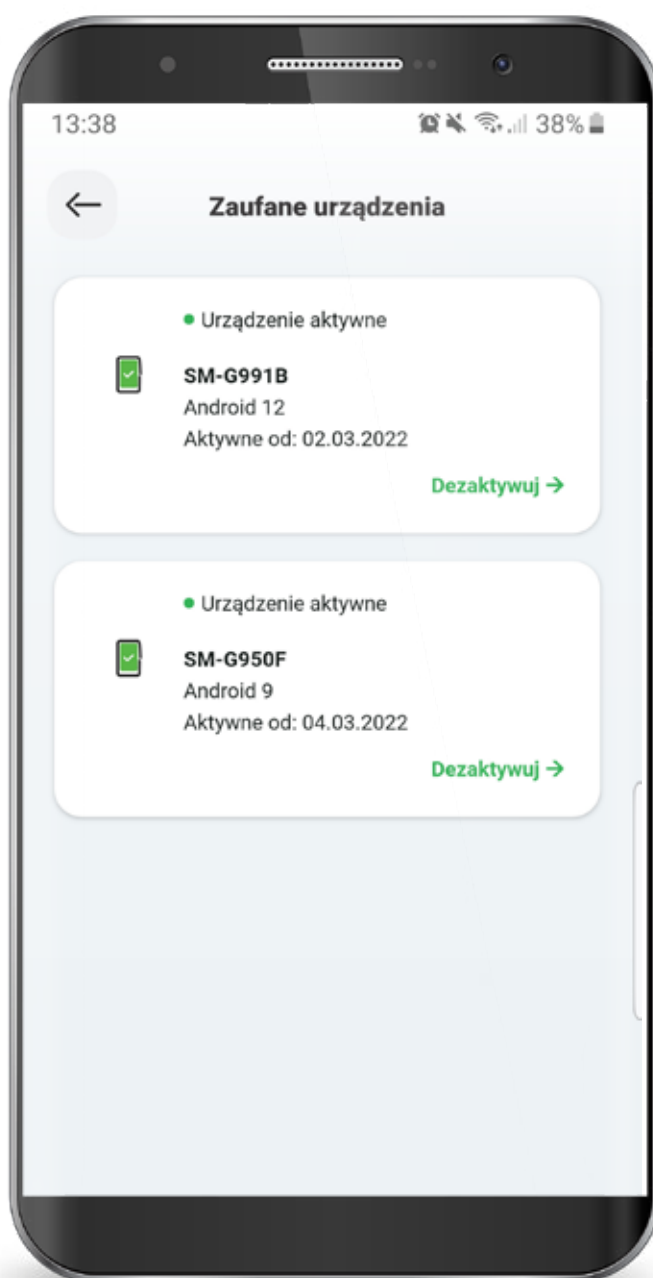 13:38
38%
Zaufane urządzenia
Urządzenie aktywne
SM-G991B
Android 12
Aktywne od: 02.03.2022
Dezaktywuj →
Urządzenie aktywne
SM-G950F
Android 9
Aktywne od: 04.03.2022
Dezaktywuj →